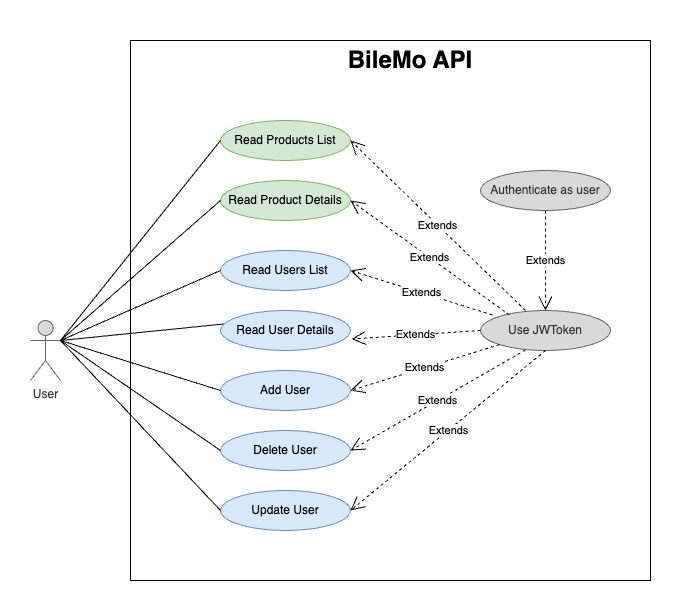 BileMo API
Read Products List
Read Product Details
Read Users List
Read User Details
Add User
Delete User
Update User
User
Authenticate as user
Use JWToken
Extends
Extends
Extends
Extends
Extends
Extends
Extends
Extends